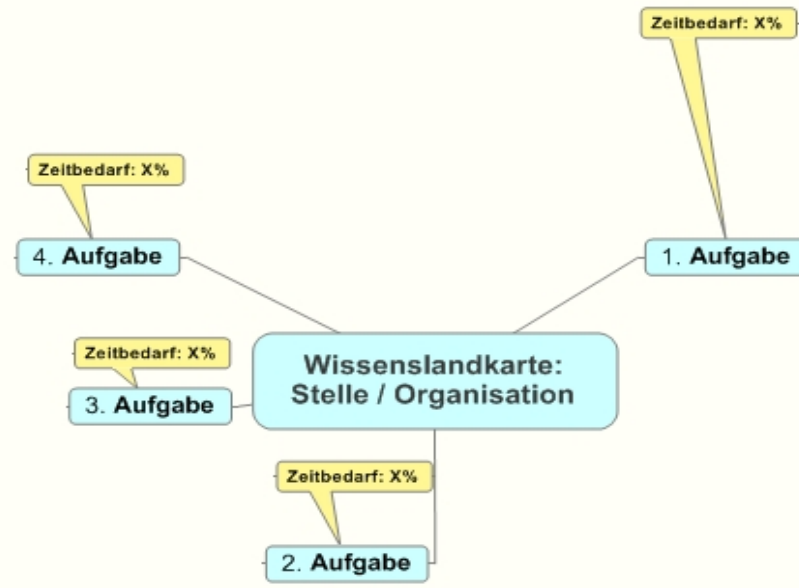 Zeitbedarf: X%
Zeitbedarf: X%
4. Aufgabe
1. Aufgabe
Zeitbedarf: X%
3. Aufgabe
Wissenslandkarte:
Stelle / Organisation
Zeitbedarf: X%
2. Aufgabe